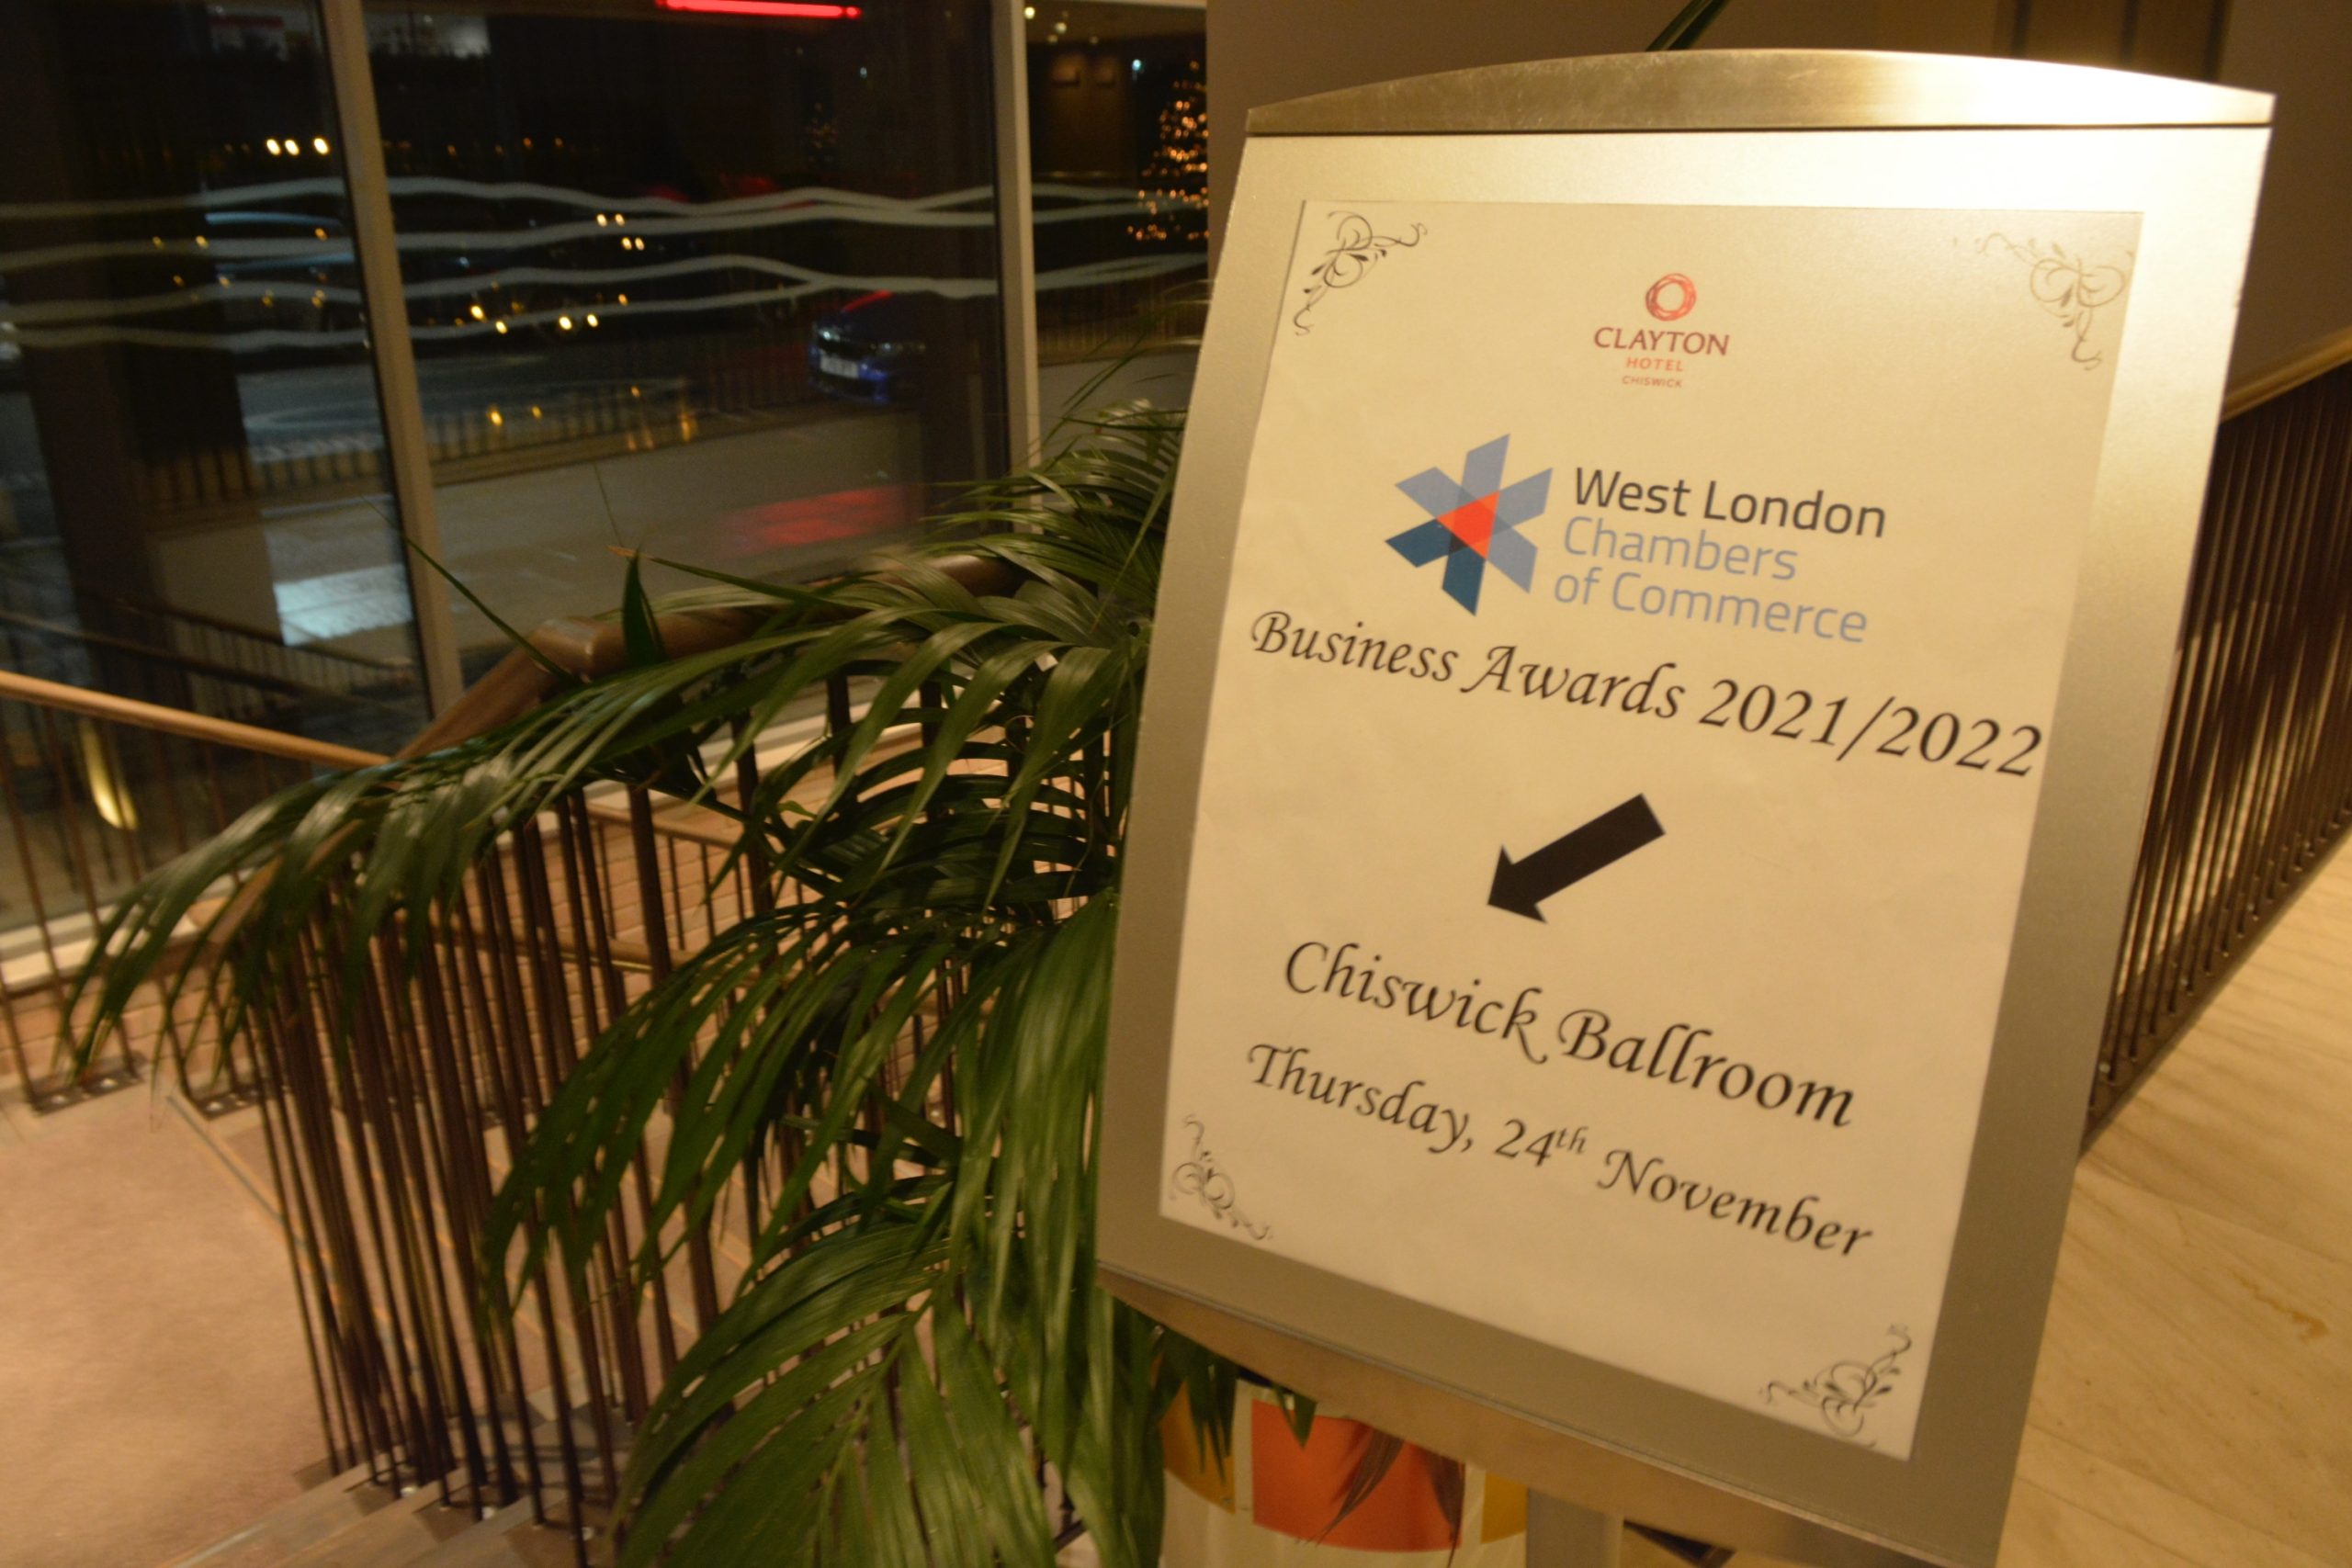 CLAYTON
HOTEL
CHISWICK
West London
Chambers
of Commerce
Business Awards 2021/2022
Chiswick Ballroom
Thursday, 24th November